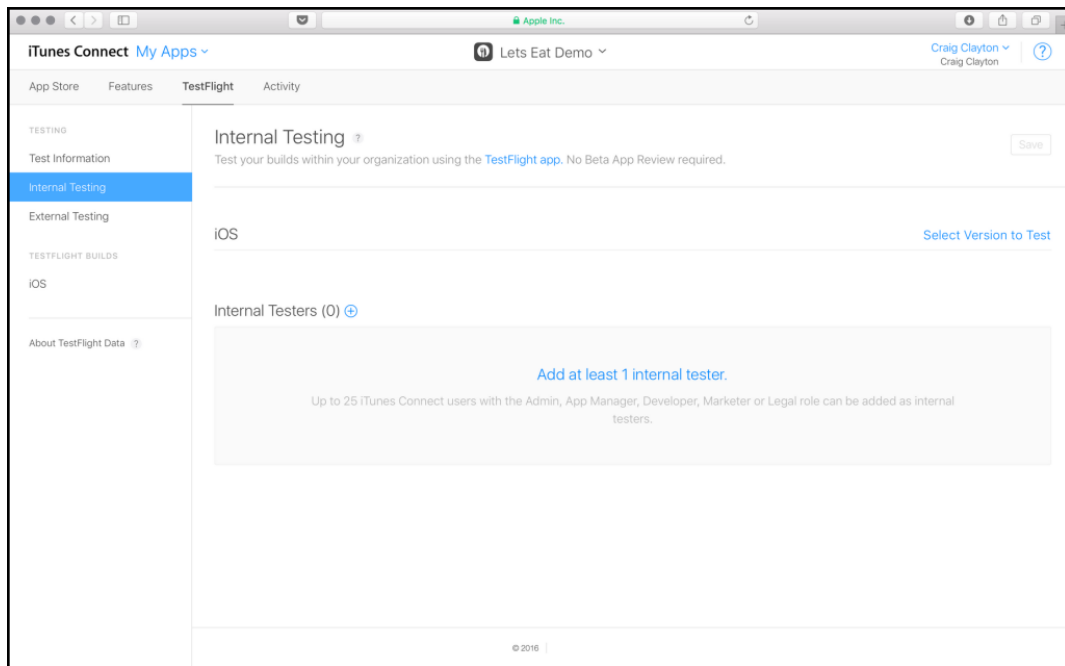 Apple Inc.
iTunes Connect My Apps
Lets Eat Demo
Craig Clayton
Craig Clayton
?
App Store Features TestFlight Activity
TESTING
Test Information
Internal Testing
External Testing
TESTFLIGHT BUILDS
iOS
About TestFlight Data ?
Internal Testing ?
Save
Test your builds within your organization using the TestFlight app. No Beta App Review required.
iOS
Select Version to Test
Internal Testers (0)
Add at least 1 internal tester.
Up to 25 iTunes Connect users with the Admin, App Manager, Developer, Marketer or Legal role can be added as internal
testers.
© 2016